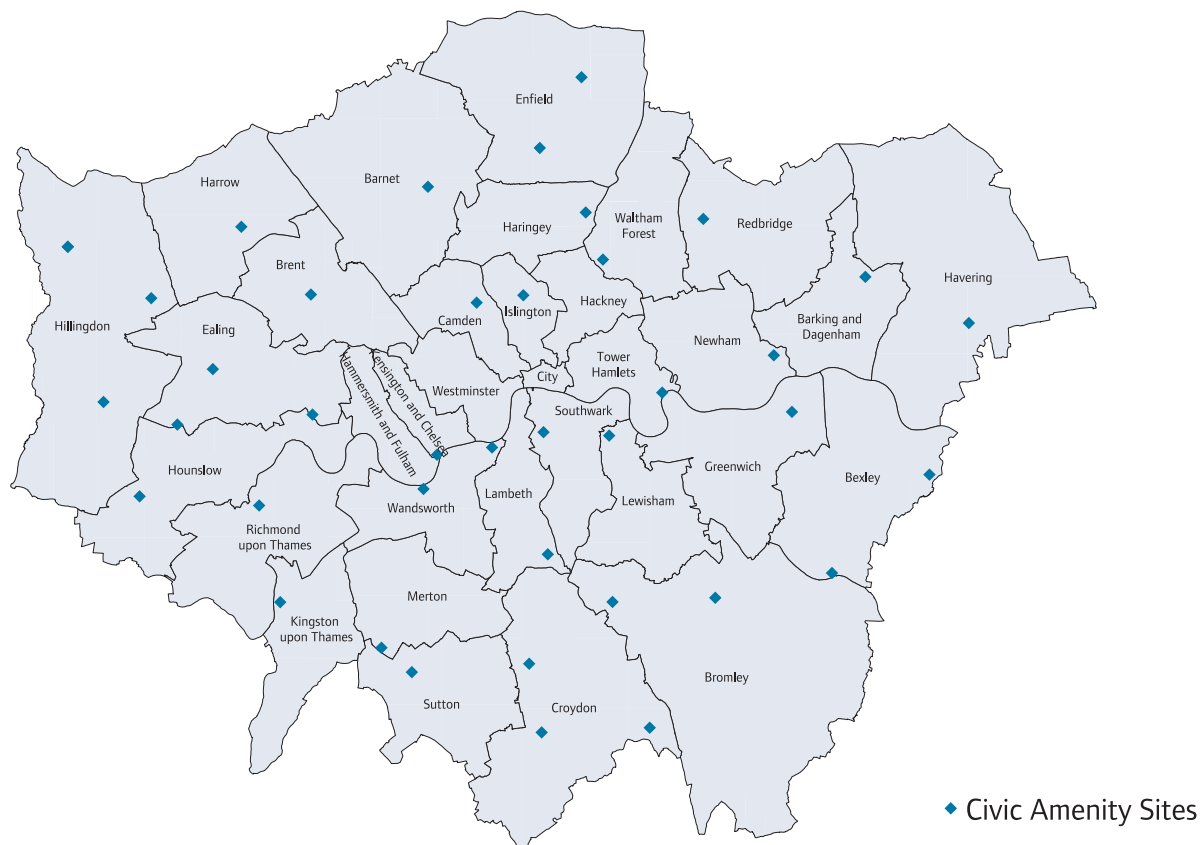 Enfield
Barnet
Harrow
Haringey
Waltham
Forest
Redbridge
Brent
Havering
Hackney
Islington
Camden
Hillingdon
Ealing
Barking and
Dagenham
Newham
Tower
Hamlets
City
Westminster
Kensington and Chelsea
Hammersmith and Fulham
Southwark
Hounslow
Greenwich
Bexley
Lambeth
Lewisham
Wandsworth
Richmond
upon Thames
Merton
Kingston
upon Thames
Bromley
Sutton
Croydon
Civic Amenity Sites